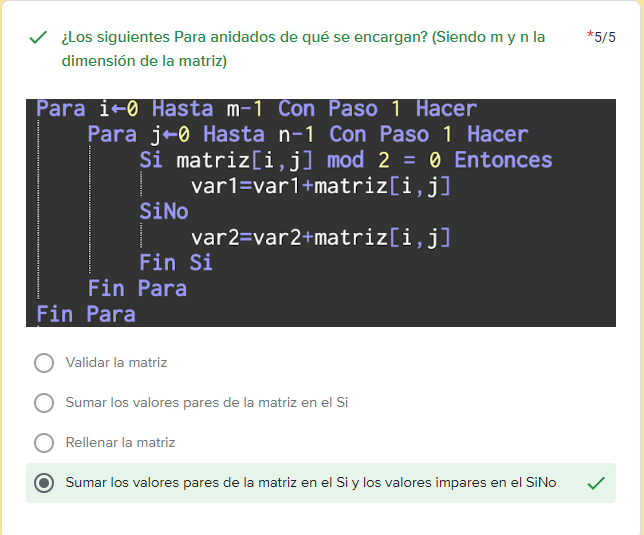 ¿Los siguientes Para anidados de qué se encargan? (Siendo m y n la *5/5
dimensión de la matriz)
Para i←0 Hasta m-1 Con Paso 1 Hacer
Para j←0 Hasta n-1 Con Paso 1 Hacer
Si matriz[i,j] mod 2 = 0 Entonces
var1=var1+matriz[i,j]
SiNo
var2=var2+matriz[i,j]
Fin Si
Fin Para
Fin Para
Validar la matriz
Sumar los valores pares de la matriz en el Si
Rellenar la matriz
Sumar los valores pares de la matriz en el Si y los valores impares en el SiNo